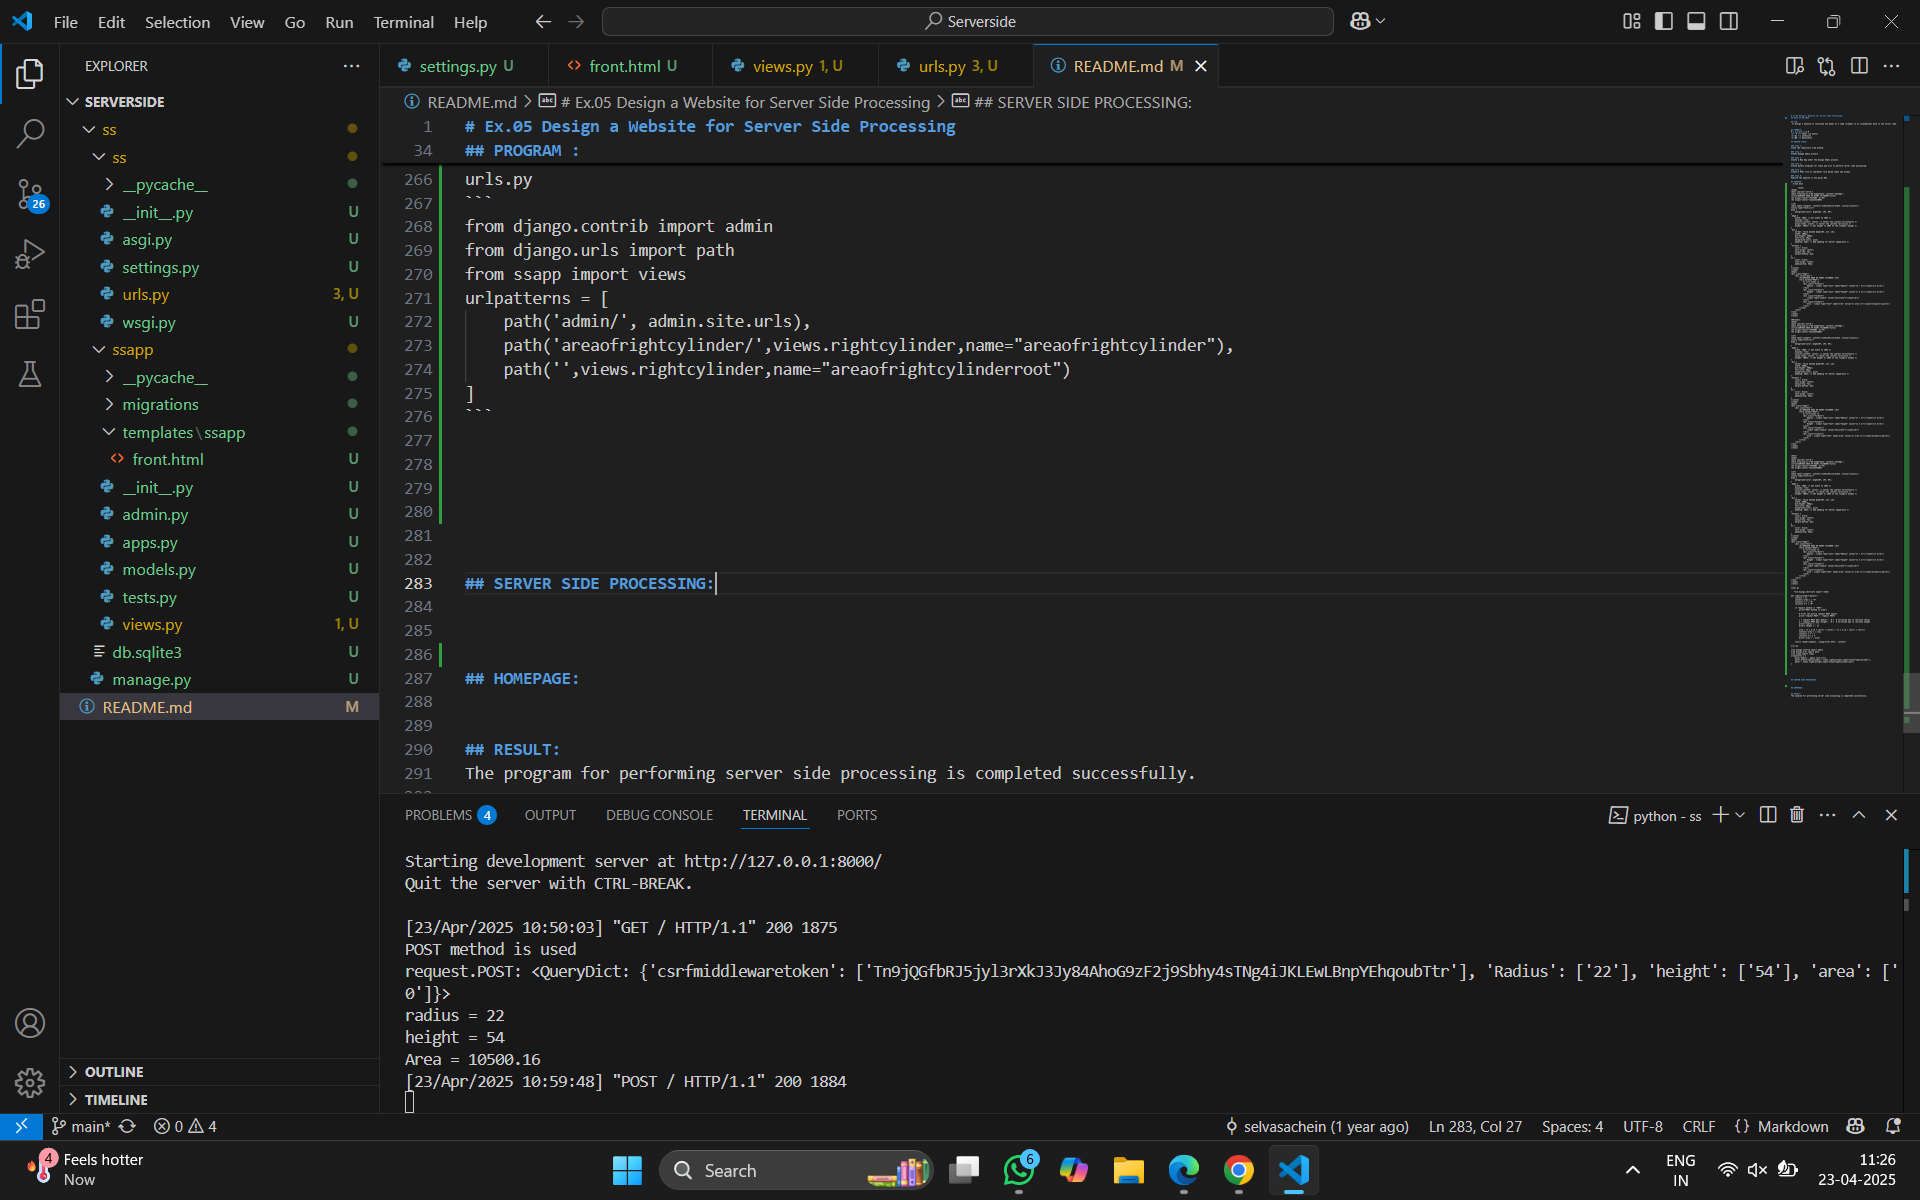 File Edit Selection View Go Run Terminal Help
Serverside
EXPLORER
SERVERSIDE
ss
ss
__pycache__
__init__.py U
asgi.py U
settings.py U
urls.py 3, U
wsgi.py U
ssapp
__pycache__
migrations
templates\ssapp
front.html U
__init__.py U
admin.py U
apps.py U
models.py U
tests.py U
views.py 1, U
db.sqlite3 U
manage.py U
README.md M
OUTLINE
TIMELINE
26
settings.py U front.html U views.py 1, U urls.py 3, U README.md M
README.md > # Ex.05 Design a Website for Server Side Processing > ## SERVER SIDE PROCESSING:
1 # Ex.05 Design a Website for Server Side Processing
34 ## PROGRAM :
266 urls.py
267 ```
268 from django.contrib import admin
269 from django.urls import path
270 from ssapp import views
271 urlpatterns = [
272 path('admin/', admin.site.urls),
273 path('areaofrightcylinder/',views.rightcylinder,name="areaofrightcylinder"),
274 path('',views.rightcylinder,name="areaofrightcylinderroot")
275 ]
276 ```
277
278
279
280
281
282
283 ## SERVER SIDE PROCESSING:
284
285
286
287 ## HOMEPAGE:
288
289
290 ## RESULT:
291 The program for performing server side processing is completed successfully.
PROBLEMS 4 OUTPUT DEBUG CONSOLE TERMINAL PORTS
python - ss
Starting development server at http://127.0.0.1:8000/
Quit the server with CTRL-BREAK.
[23/Apr/2025 10:50:03] "GET / HTTP/1.1" 200 1875
POST method is used
request.POST: <QueryDict: {'csrfmiddlewaretoken': ['Tn9jQGfbRJ5jyl3rXkJ3Jy84AhoG9zF2j9Sbhy4sTNg4iJKLEwLBnpYEhqoubTtr'], 'Radius': ['22'], 'height': ['54'], 'area': ['
0']}>
radius = 22
height = 54
Area = 10500.16
[23/Apr/2025 10:59:48] "POST / HTTP/1.1" 200 1884
main* 0 4
selvasachein (1 year ago) Ln 283, Col 27 Spaces: 4 UTF-8 CRLF {} Markdown
4
Feels hotter
Now
Search
6
ENG
IN
11:26
23-04-2025